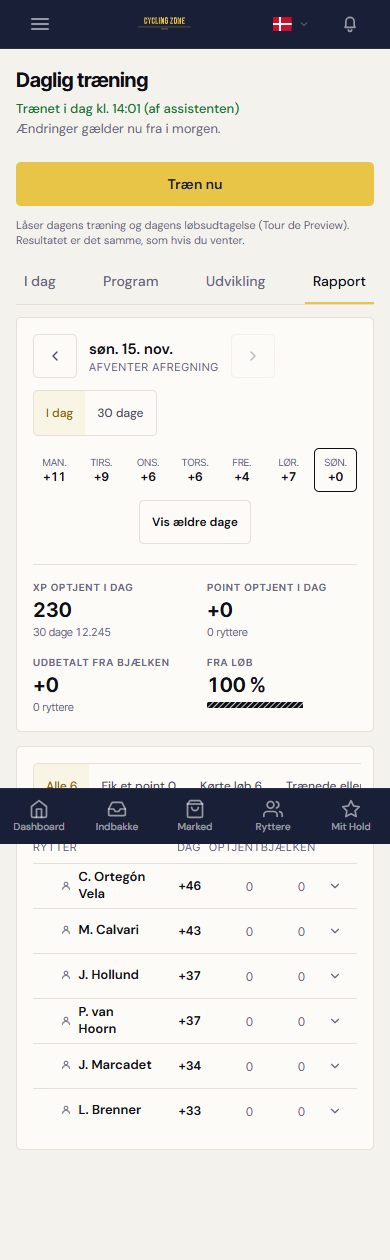 CYCLING ZONE
Daglig træning
Trænet i dag kl. 14:01 (af assistenten)
Ændringer gælder nu fra i morgen.
Træn nu
Låser dagens træning og dagens løbsudtagelse (Tour de Preview).
Resultatet er det samme, som hvis du venter.
I dag Program Udvikling Rapport
søn. 15. nov.
AFVENTER AFREGNING
I dag 30 dage
MAN. TIRS. ONS. TORS. FRE. LØR. SØN.
+11 +9 +6 +6 +4 +7 +0
Vis ældre dage
XP OPTJENT I DAG POINT OPTJENT I DAG
230 +0
30 dage 12.245 0 ryttere
UDBETALT FRA BJÆLKEN FRA LØB
+0 100 %
0 ryttere
Alle 6 Fik et point 0 Kørte løb 6 Trænede
Dashboard Indbakke Marked Ryttere Mit Hold
RYTTER DAG OPTJENT BJÆLKEN
C. Ortegón
Vela +46 0 0
M. Calvari +43 0 0
J. Hollund +37 0 0
P. van
Hoorn +37 0 0
J. Marcadet +34 0 0
L. Brenner +33 0 0